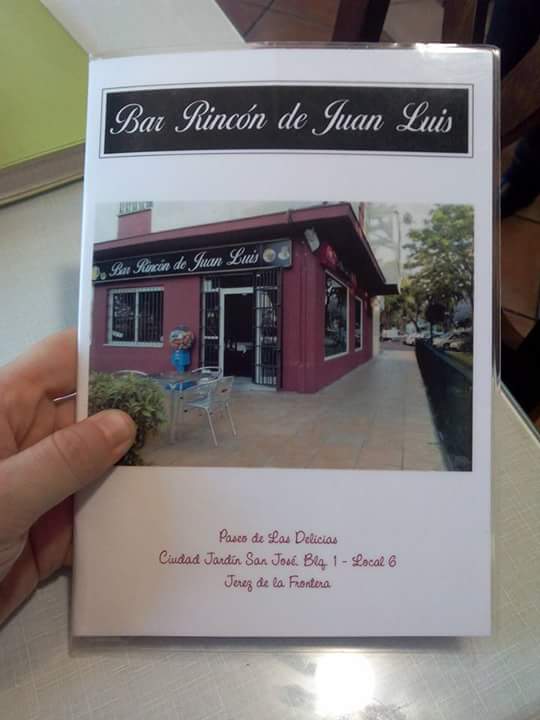 Bar Rincón de Juan Luis
Bar Rincón de Juan Luis
Paseo de Las Delicias
Ciudad Jardín San José. Blq. 1 - Local 6
Jerez de la Frontera